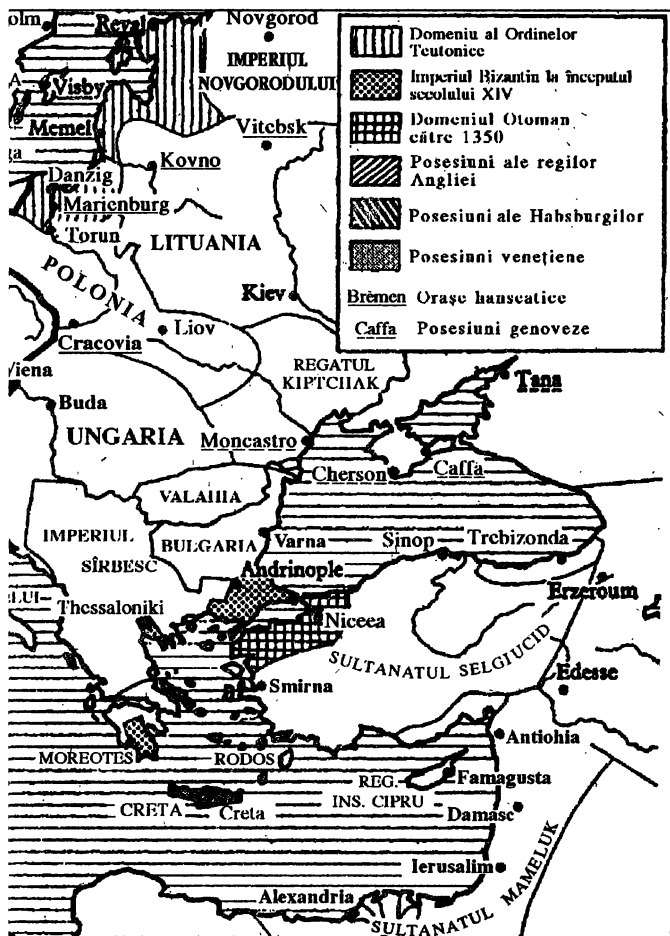 Reval
Novgorod
IMPERIUL
NOVGORODULUI
Visby
Memel
Vitebsk
Kovno
Danzig
Marienburg
Torun
LITUANIA
POLONIA
Kiev
Cracovia
Liov
REGATUL
KIPTCHAK
Tana
Buda
UNGARIA
Moncastro
Cherson
Caffa
VALAHIA
IMPERIUL
SÎRBESC
BULGARIA
Varna
Sinop
Trebizonda
Andrinople
Erzeroum
Thessaloniki
Niceea
SULTANATUL SELGIUCID
Edesse
Smirna
Antiohia
MOREOTES
RODOS
REG.
INS. CIPRU
Famagusta
CRETA
Creta
Damasc
Ierusalim
Alexandria
SULTANATUL MAMELUK
Domeniu al Ordinelor
Teutonice
Imperiul Bizantin la începutul
secolului XIV
Domeniul Otoman
către 1350
Posesiuni ale regilor
Angliei
Posesiuni ale Habsburgilor
Posesiuni venețiene
Brèmen Orașe hanseatice
Caffa Posesiuni genoveze